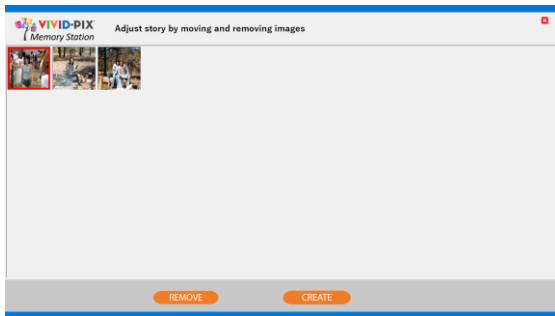 VIVID-PIX
Memory Station
Adjust story by moving and removing images
REMOVE
CREATE